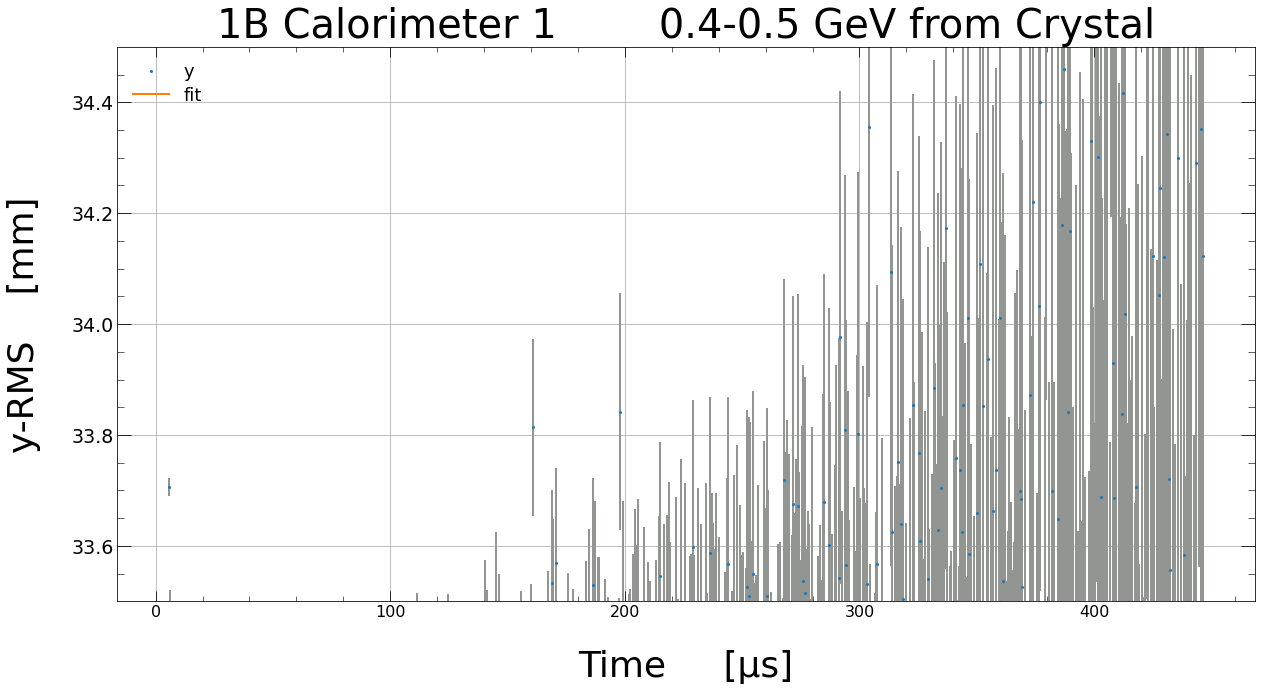 1B Calorimeter 1 0.4-0.5 GeV from Crystal
y
fit
34.4
34.2
34.0
33.8
33.6
y-RMS [mm]
0 100 200 300 400
Time [μs]